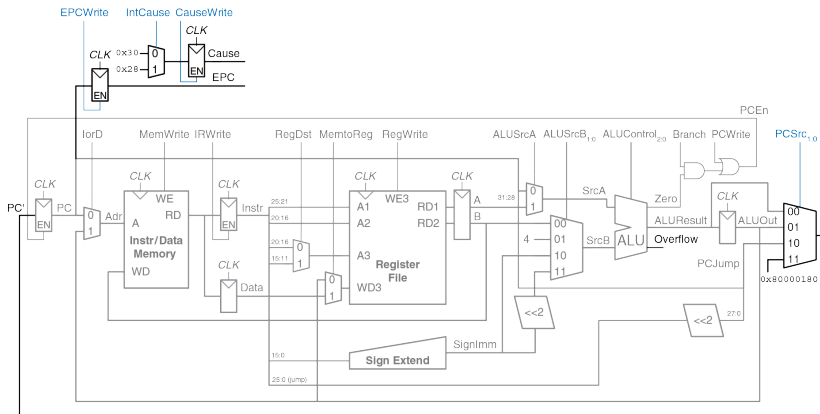 EPCWrite IntCause CauseWrite
CLK
CLK
0x30 0 Cause
0x28 1
EN
EPC
EN
PCEn
IorD MemWrite IRWrite RegDst MemtoReg RegWrite ALUSrcA ALUSrcB1:0 ALUControl2:0 Branch PCWrite PCSrc1:0
CLK CLK CLK CLK CLK CLK
PC' PC 0 Adr 1 EN
WE
RD
A
Instr/Data
Memory
WD
EN
Instr
25:21 A1
20:16 A2
20:16 0 A3
15:11 1
WE3
RD1 A
RD2 B
Register
File
0 WD3
1
CLK
Data
31:28 0 SrcA
1
00
4 01 SrcB
10
11
ALU
Zero
ALUResult ALUOut
Overflow
PCJump
00
01
10
11
0x80000180
<<2
<<2 27:0
SignImm
15:0 Sign Extend
25:0 (jump)